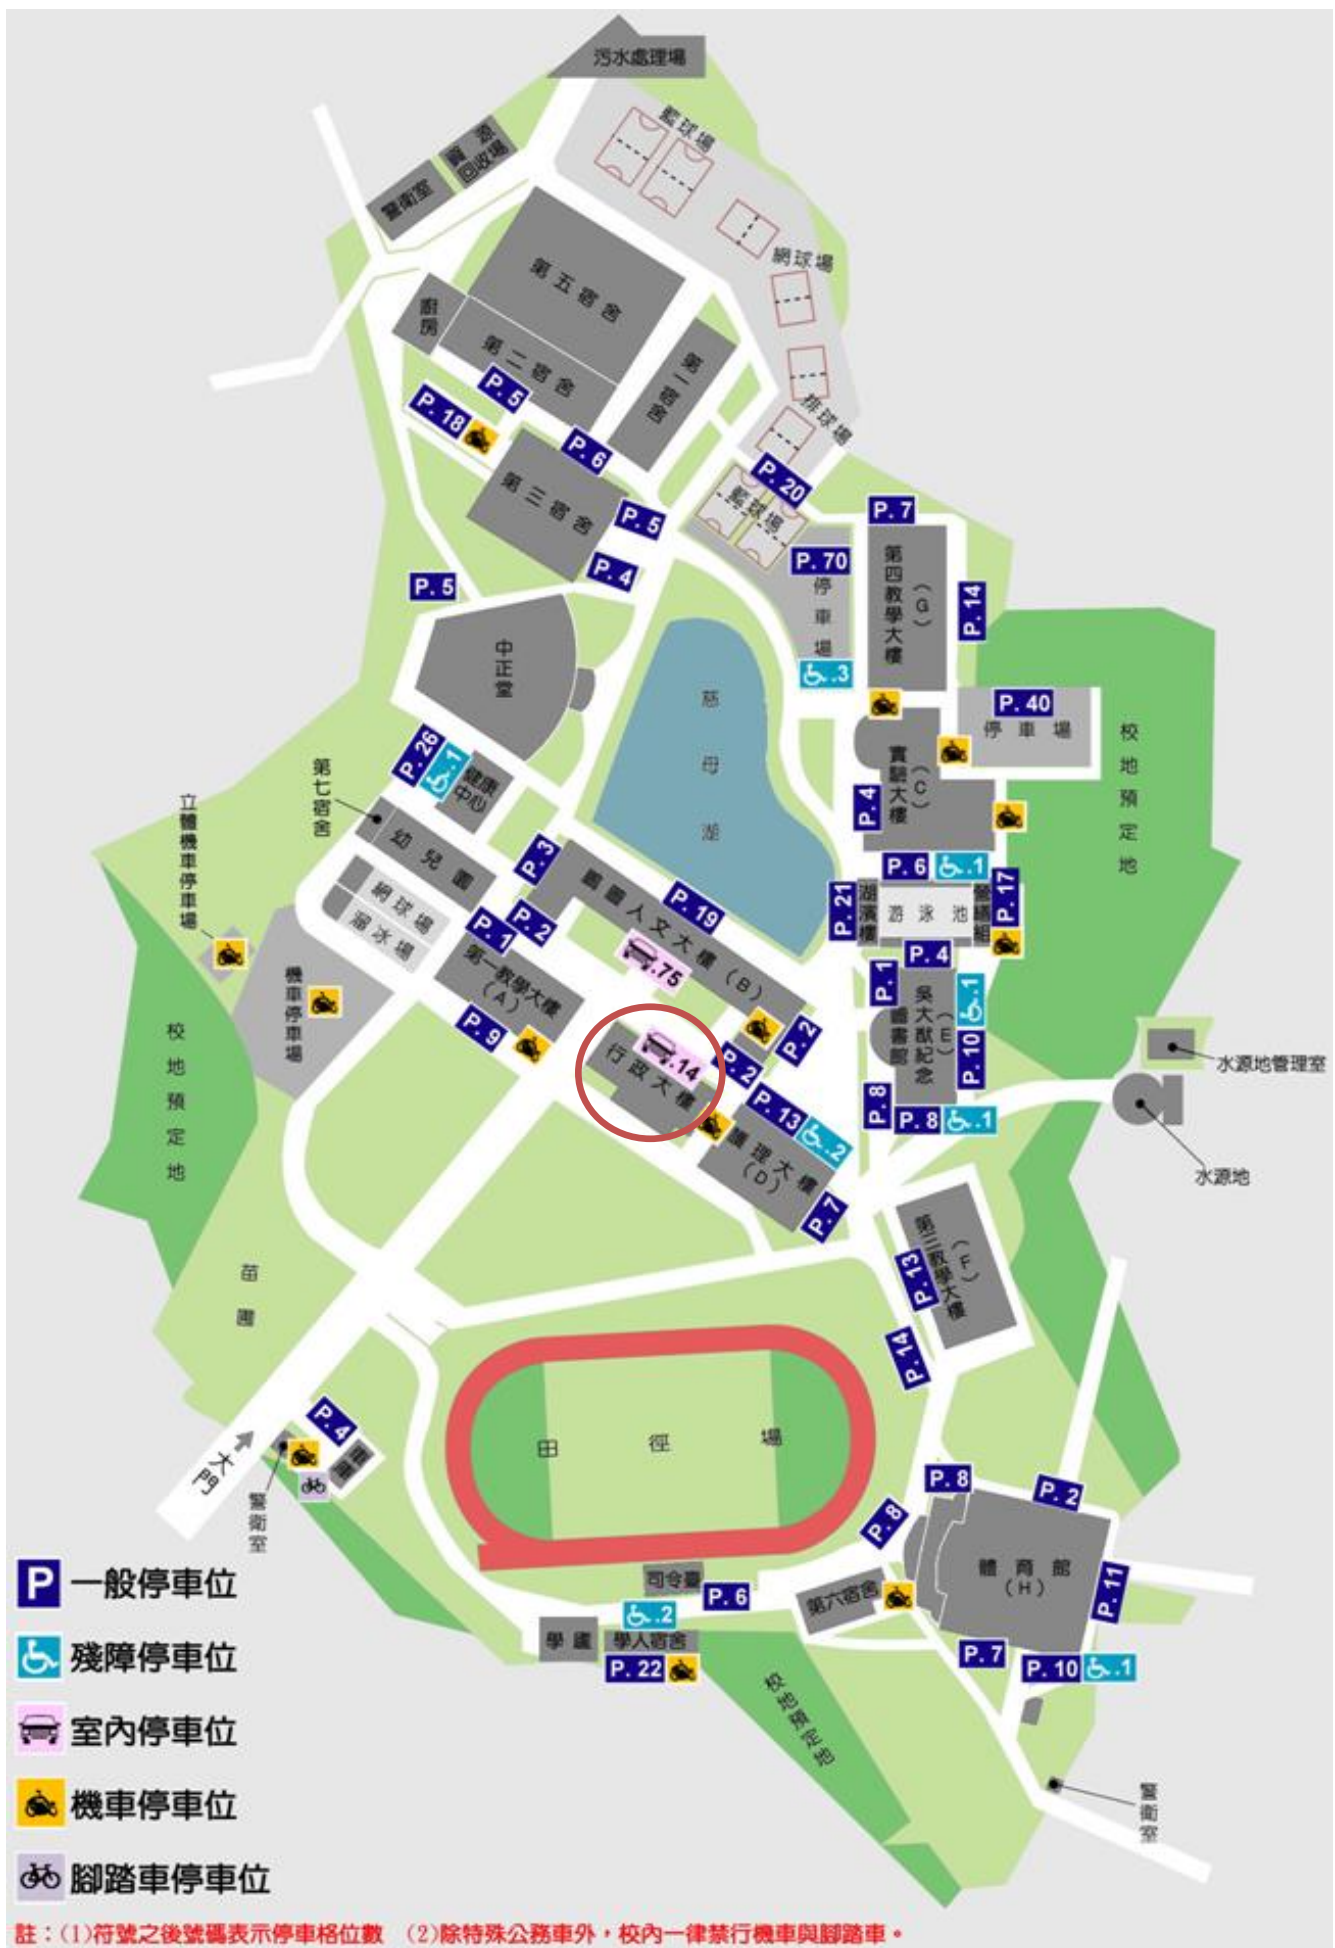 污水處理場
籃球場
資源
回收場
警衛室
網球場
第五宿舍
廚房
第二宿舍
第一宿舍
P. 5
P. 18
排球場
P. 6
P. 20
籃球場
第三宿舍
P. 5
P. 7
P. 4
P. 70
停車場
第四教學大樓
(G)
P. 14
P. 5
中正堂
.3
慈母湖
P. 40
停車場
校地預定地
P. 26
.1
健康
中心
第七宿舍
實驗大樓
(C)
P. 4
立體機車停車場
幼兒園
P. 3
圖資人文大樓(B)
P. 6
.1
網球場
溜冰場
P. 19
P. 21
湖濱樓
游泳池
營繕組
P. 17
P. 1
P. 2
第一教學大樓
(A)
.75
P. 4
機車停車場
P. 1
吳大猷紀念
圖書館
(E)
.1
P. 9
P. 2
校地預定地
行政大樓
.14
P. 2
P. 10
水源地管理室
P. 13
.2
P. 8
P. 8
.1
護理大樓
(D)
水源地
P. 7
第三教學大樓
(F)
苗圃
P. 13
P. 14
P. 4
車庫
田徑場
大門
警衛室
P. 8
P. 2
P. 8
體育館
(H)
司令臺
P. 6
第六宿舍
P. 11
.2
學廬
學人宿舍
P. 22
P. 7
P. 10
.1
校地預定地
警衛室
P 一般停車位
殘障停車位
室內停車位
機車停車位
腳踏車停車位
註：(1)符號之後號碼表示停車格位數 (2)除特殊公務車外，校內一律禁行機車與腳踏車。